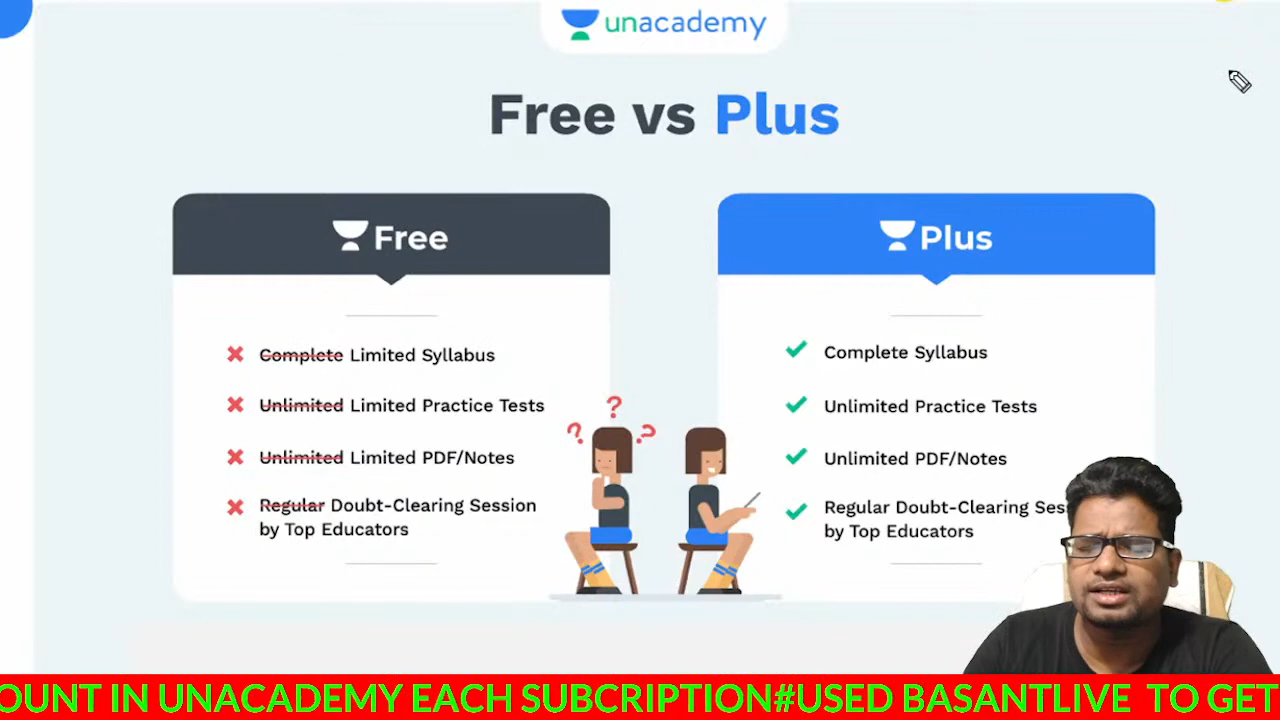 unacademy
Free vs Plus
Free
Complete Limited Syllabus
Unlimited Limited Practice Tests
Unlimited Limited PDF/Notes
Regular Doubt-Clearing Session
by Top Educators
? ? ?
Plus
Complete Syllabus
Unlimited Practice Tests
Unlimited PDF/Notes
Regular Doubt-Clearing
by Top Educators
IN UNACADEMY EACH SUBCRIPTION#USED BASANTLIVE TO GET